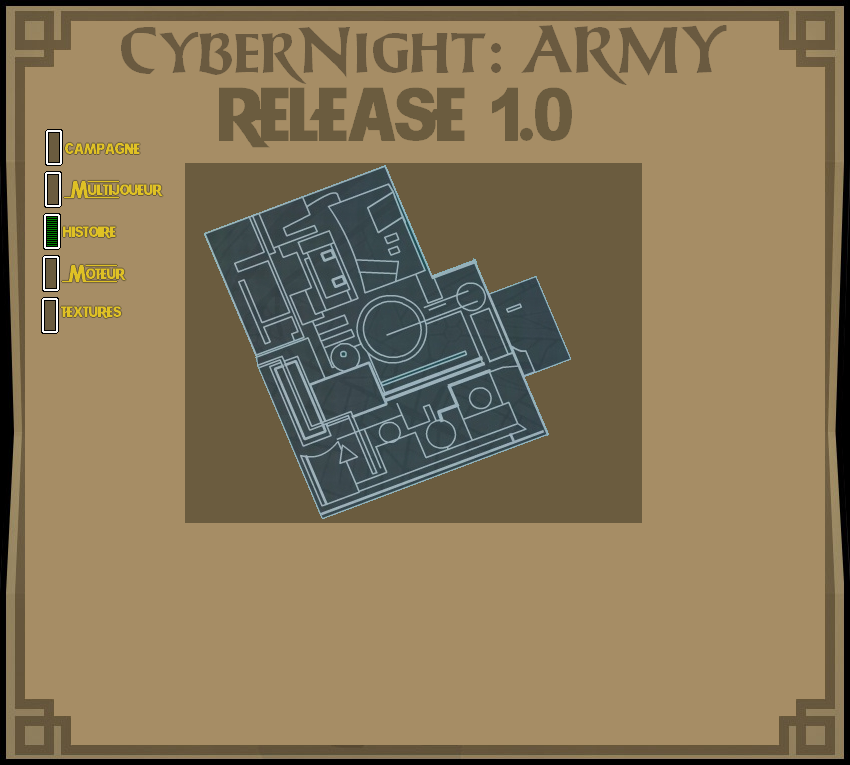 CYBERNIGHT: ARMY
RELEASE 1.0
CAMPAGNE
MULTIJOUEUR
HISTOIRE
MOTEUR
TEXTURES